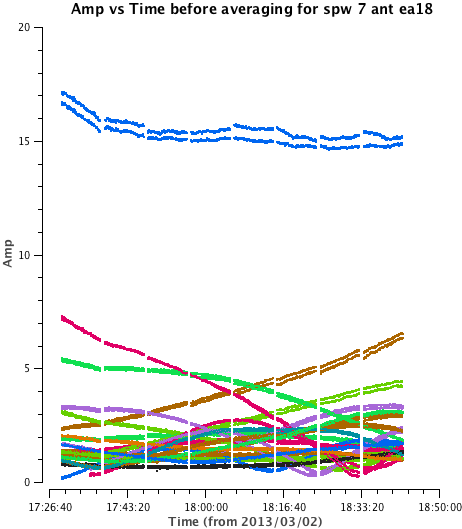 Amp vs Time before averaging for spw 7 ant ea18
20
15
10
5
0
Amp
17:26:40 17:43:20 18:00:00 18:16:40 18:33:20 18:50:00
Time (from 2013/03/02)